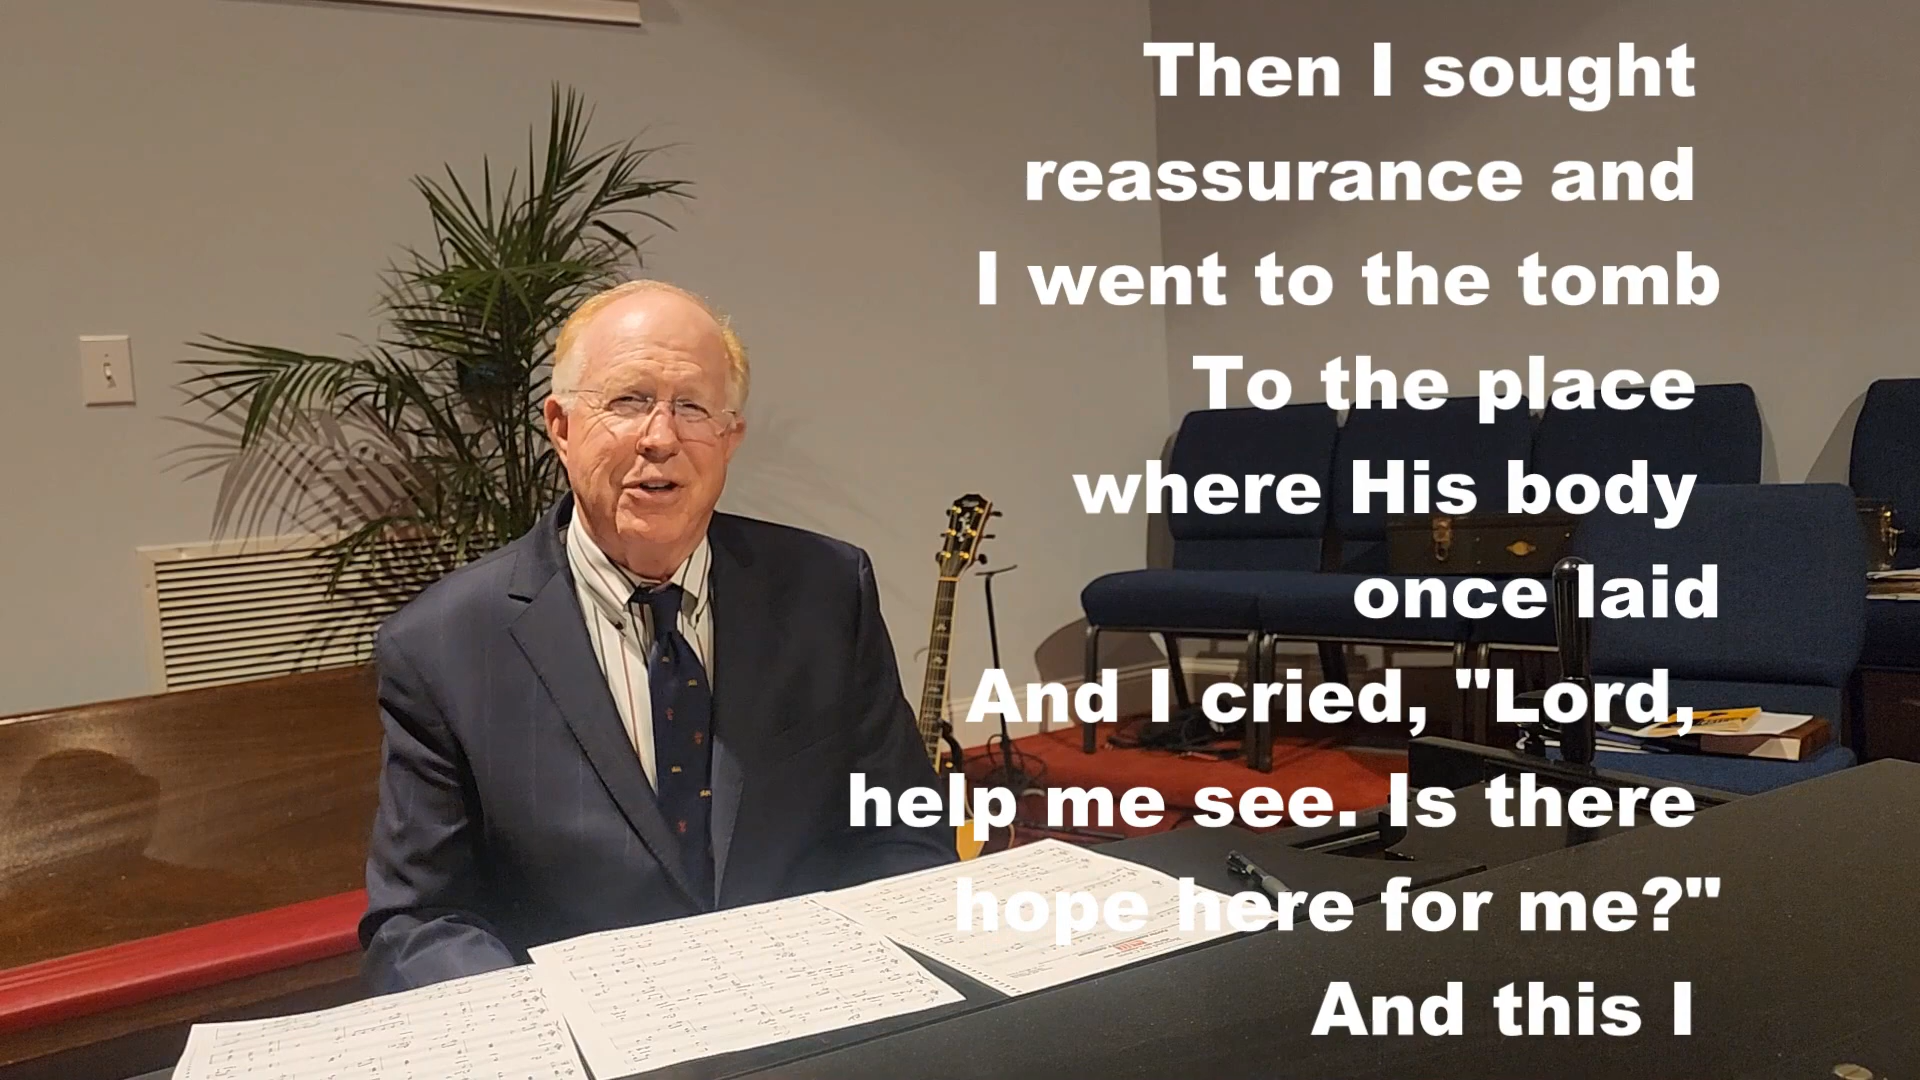 Then I sought
reassurance and
I went to the tomb
To the place
where His body
once laid
And I cried, "Lord,
help me see. Is there
hope here for me?"
And this I